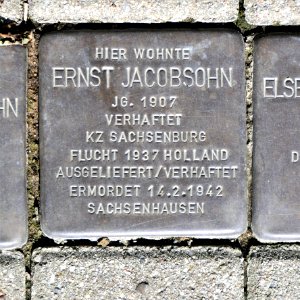 HIER WOHNTE
ERNST JACOBSOHN
JG. 1907
VERHAFTET
KZ SACHSENBURG
FLUCHT 1937 HOLLAND
AUSGELIEFERT/VERHAFTET
ERMORDET 14.2.1942
SACHSENHAUSEN